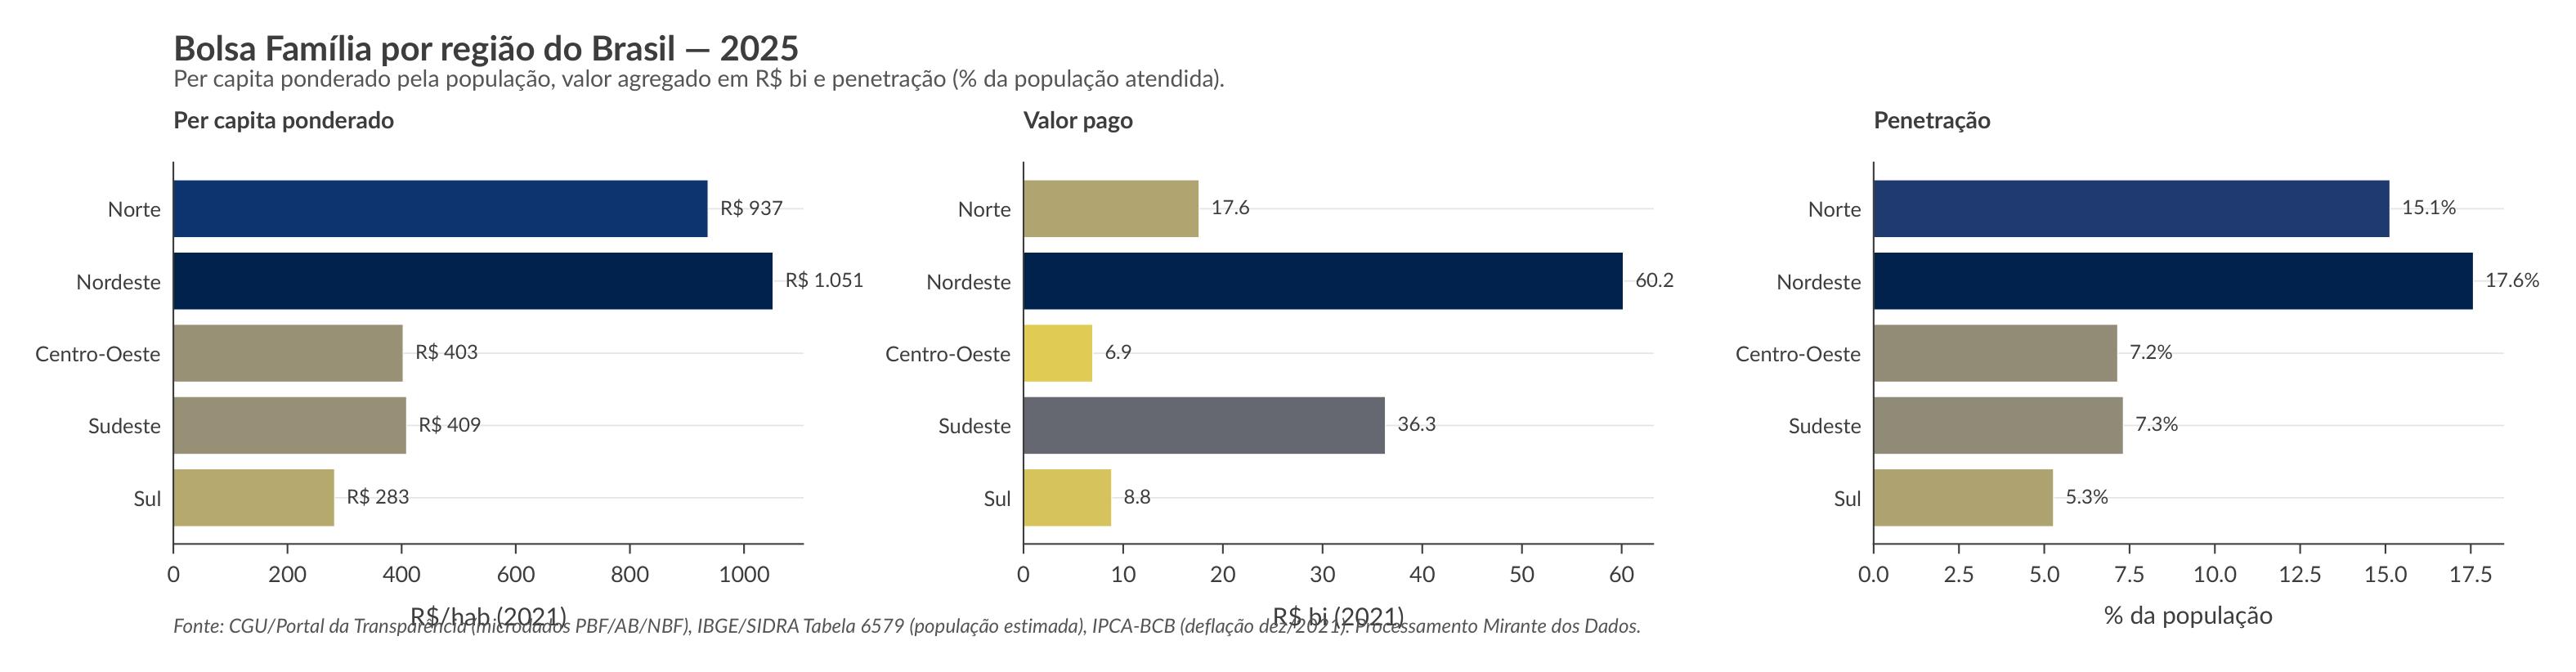 Bolsa Família por região do Brasil — 2025
Per capita ponderado pela população, valor agregado em R$ bi e penetração (% da população atendida).
Per capita ponderado
Norte
R$ 937
Nordeste
R$ 1.051
Centro-Oeste
R$ 403
Sudeste
R$ 409
Sul
R$ 283
0 200 400 600 800 1000
R$/hab (2021)
Valor pago
Norte
17.6
Nordeste
60.2
Centro-Oeste
6.9
Sudeste
36.3
Sul
8.8
0 10 20 30 40 50 60
R$ bi (2021)
Penetração
Norte
15.1%
Nordeste
17.6%
Centro-Oeste
7.2%
Sudeste
7.3%
Sul
5.3%
0.0 2.5 5.0 7.5 10.0 12.5 15.0 17.5
% da população
Fonte: CGU/Portal da Transparência (microdados PBF/AB/NBF), IBGE/SIDRA Tabela 6579 (população estimada), IPCA-BCB (deflação dez/2021). Processamento Mirante dos Dados.